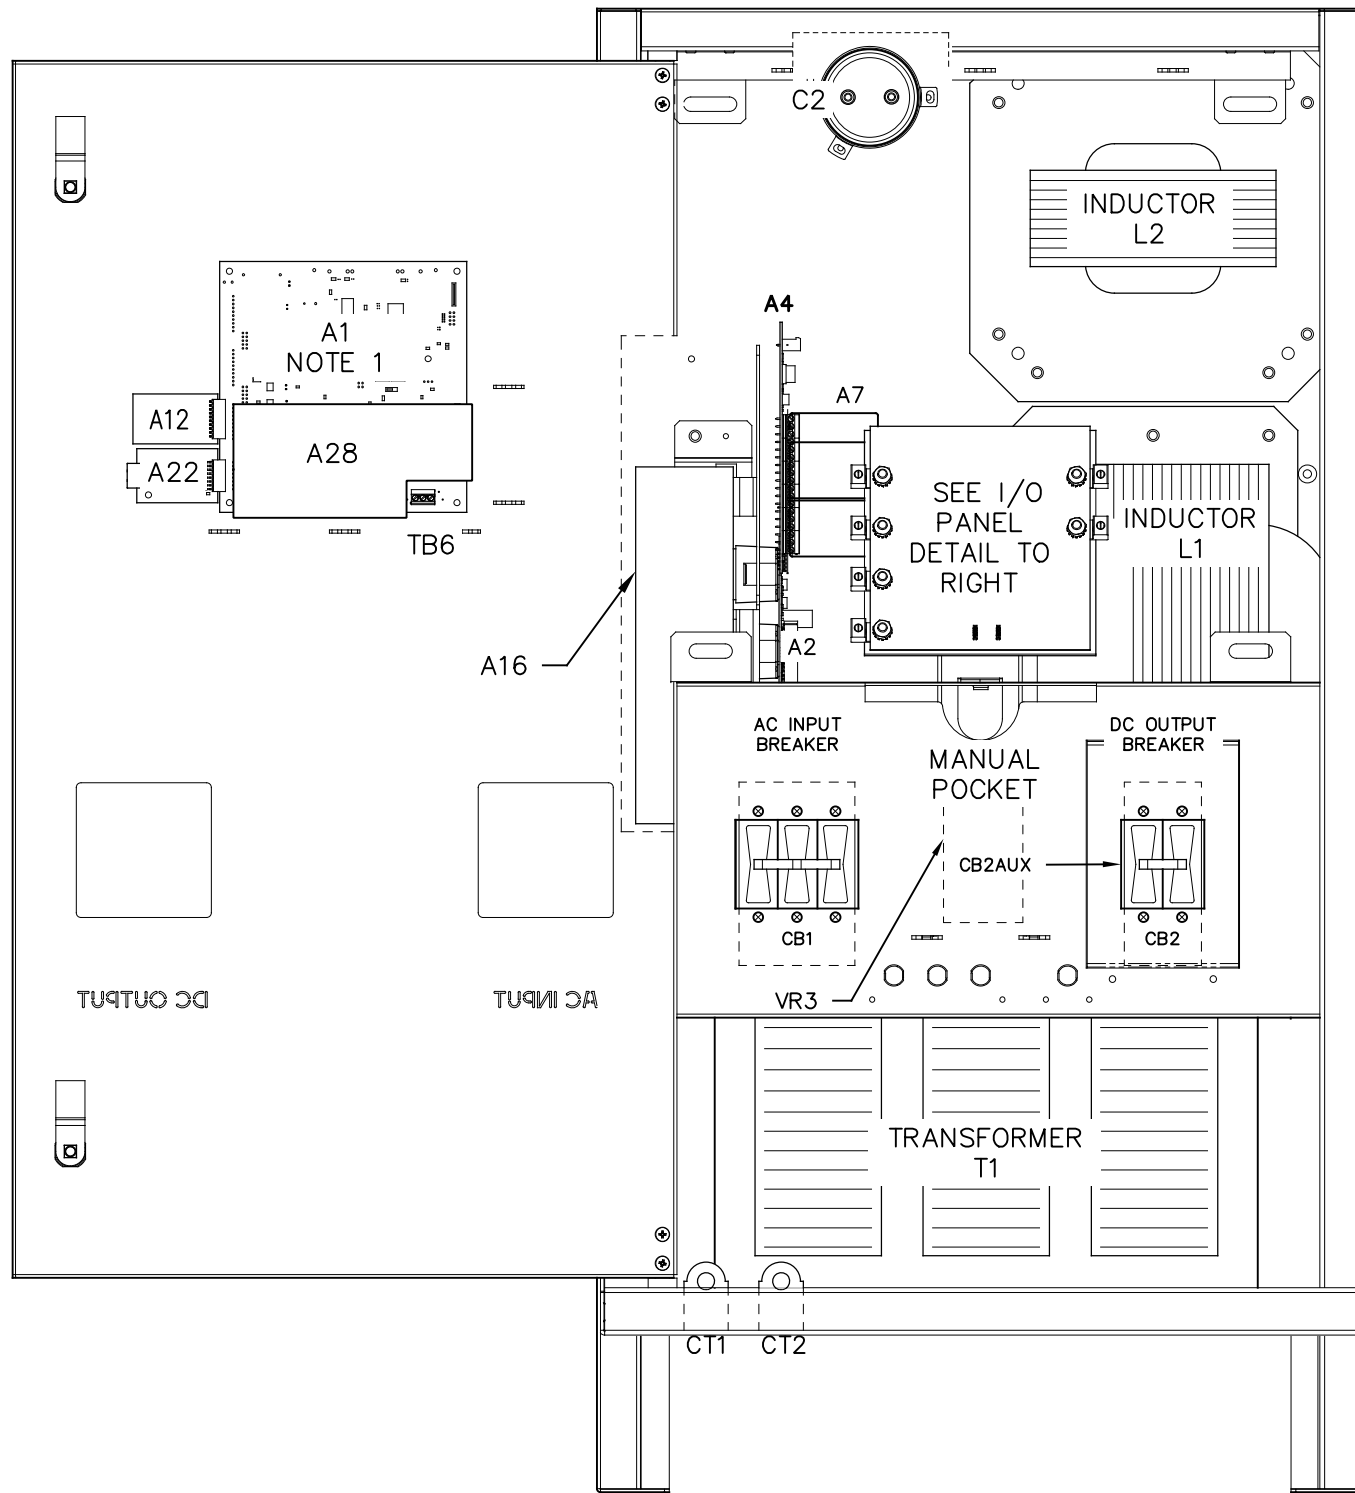 C2
INDUCTOR
L2
A4
A1
NOTE 1
A7
A12
A28
A22
SEE I/O
PANEL
DETAIL TO
RIGHT
INDUCTOR
L1
TB6
A16
A2
AC INPUT
BREAKER
DC OUTPUT
BREAKER
MANUAL
POCKET
CB2AUX
CB1
CB2
DC OUTPUT
AC INPUT
VR3
TRANSFORMER
T1
CT1
CT2